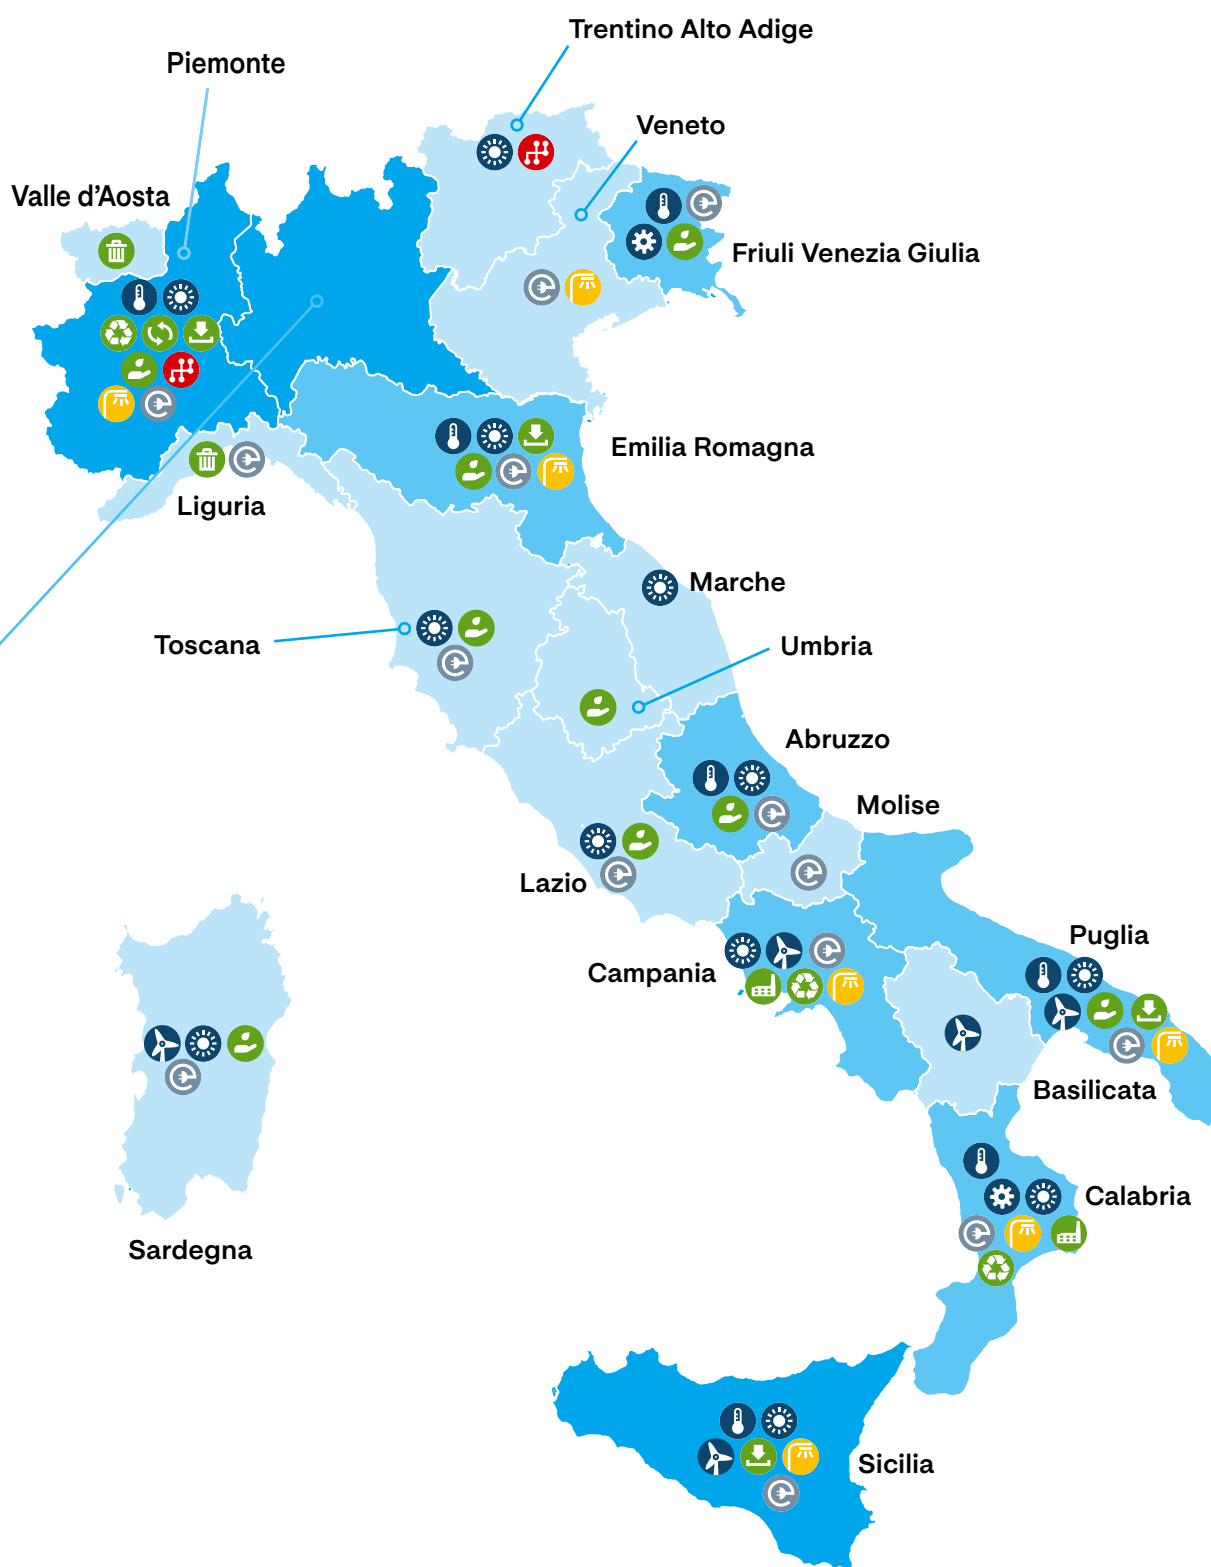 Trentino Alto Adige
Piemonte
Veneto
Valle d'Aosta
Friuli Venezia Giulia
Emilia Romagna
Liguria
Marche
Toscana
Umbria
Abruzzo
Molise
Lazio
Puglia
Campania
Basilicata
Calabria
Sardegna
Sicilia